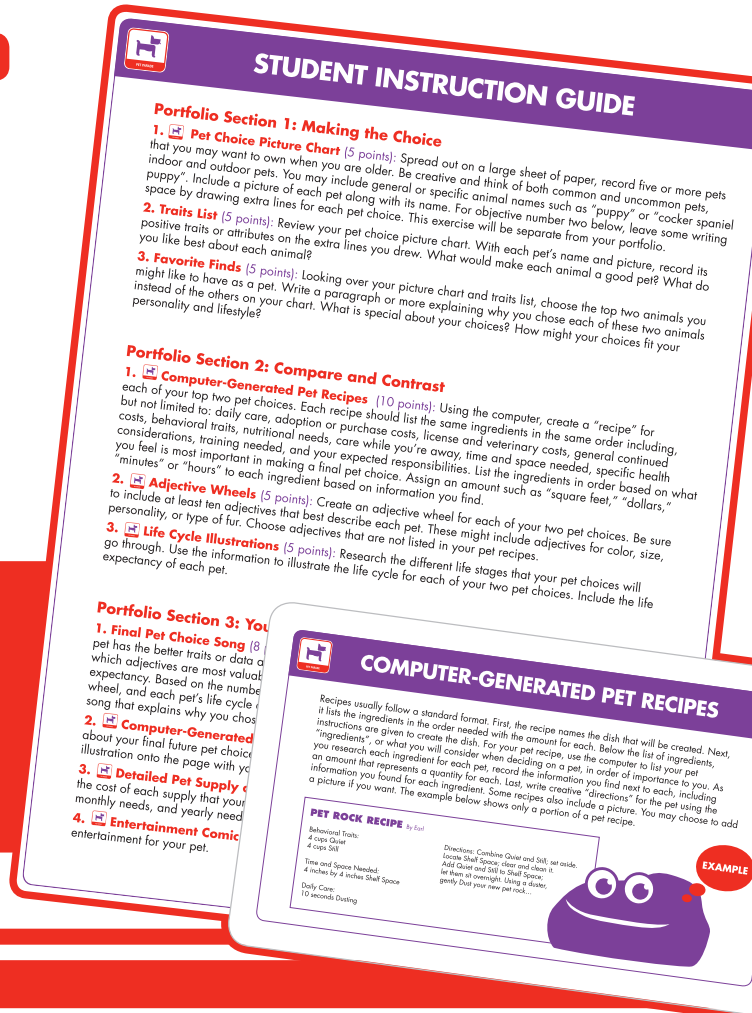 PET PARADE
STUDENT INSTRUCTION GUIDE
Portfolio Section 1: Making the Choice
1. Pet Choice Picture Chart (5 points): Spread out on a large sheet of paper, record five or more pets
that you may want to own when you are older. Be creative and think of both common and uncommon pets,
indoor and outdoor pets. You may include general or specific animal names such as “puppy” or “cocker spaniel
puppy”. Include a picture of each pet along with its name. For objective number two below, leave some writing
space by drawing extra lines for each pet choice. This exercise will be separate from your portfolio.
2. Traits List (5 points): Review your pet choice picture chart. With each pet’s name and picture, record its
positive traits or attributes on the extra lines you drew. What would make each animal a good pet? What do
you like best about each animal?
3. Favorite Finds (5 points): Looking over your picture chart and traits list, choose the top two animals you
might like to have as a pet. Write a paragraph or more explaining why you chose each of these two animals
instead of the others on your chart. What is special about your choices? How might your choices fit your
personality and lifestyle?
Portfolio Section 2: Compare and Contrast
1. Computer-Generated Pet Recipes (10 points): Using the computer, create a “recipe” for
each of your top two pet choices. Each recipe should list the same ingredients in the same order including,
but not limited to: daily care, adoption or purchase costs, license and veterinary costs, general continued
costs, behavioral traits, nutritional needs, care while you’re away, time and space needed, specific health
considerations, training needed, and your expected responsibilities. List the ingredients in order based on what
you feel is most important in making a final pet choice. Assign an amount such as “square feet,” “dollars,”
“minutes” or “hours” to each ingredient based on information you find.
2. Adjective Wheels (5 points): Create an adjective wheel for each of your two pet choices. Be sure
to include at least ten adjectives that best describe each pet. These might include adjectives for color, size,
personality, or type of fur. Choose adjectives that are not listed in your pet recipes.
3. Life Cycle Illustrations (5 points): Research the different life stages that your pet choices will
go through. Use the information to illustrate the life cycle for each of your two pet choices. Include the life
expectancy of each pet.
Portfolio Section 3: You
1. Final Pet Choice Song (8
pet has the better traits or data a
which adjectives are most valuab
expectancy. Based on the numbe
wheel, and each pet’s life cycle
song that explains why you chos
2. Computer-Generated
about your final future pet choice
illustration onto the page with yo
3. Detailed Pet Supply
the cost of each supply that your
monthly needs, and yearly need
4. Entertainment Comic
entertainment for your pet.
PET PARADE
COMPUTER-GENERATED PET RECIPES
Recipes usually follow a standard format. First, the recipe names the dish that will be created. Next,
it lists the ingredients in the order needed with the amount for each. Below the list of ingredients,
instructions are given to create the dish. For your pet recipe, use the computer to list your pet
“ingredients”, or what you will consider when deciding on a pet, in order of importance to you. As
you research each ingredient for each pet, record the information you find next to each, including
an amount that represents a quantity for each. Last, write creative “directions” for the pet using the
information you found for each ingredient. Some recipes also include a picture. You may choose to add
a picture if you want. The example below shows only a portion of a pet recipe.
PET ROCK RECIPE By Earl
Behavioral Traits:
4 cups Quiet
4 cups Still
Time and Space Needed:
4 inches by 4 inches Shelf Space
Daily Care:
10 seconds Dusting
Directions: Combine Quiet and Still; set aside.
Locate Shelf Space; clear and clean it.
Add Quiet and Still to Shelf Space;
let them sit overnight. Using a duster,
gently Dust your new pet rock...
EXAMPLE